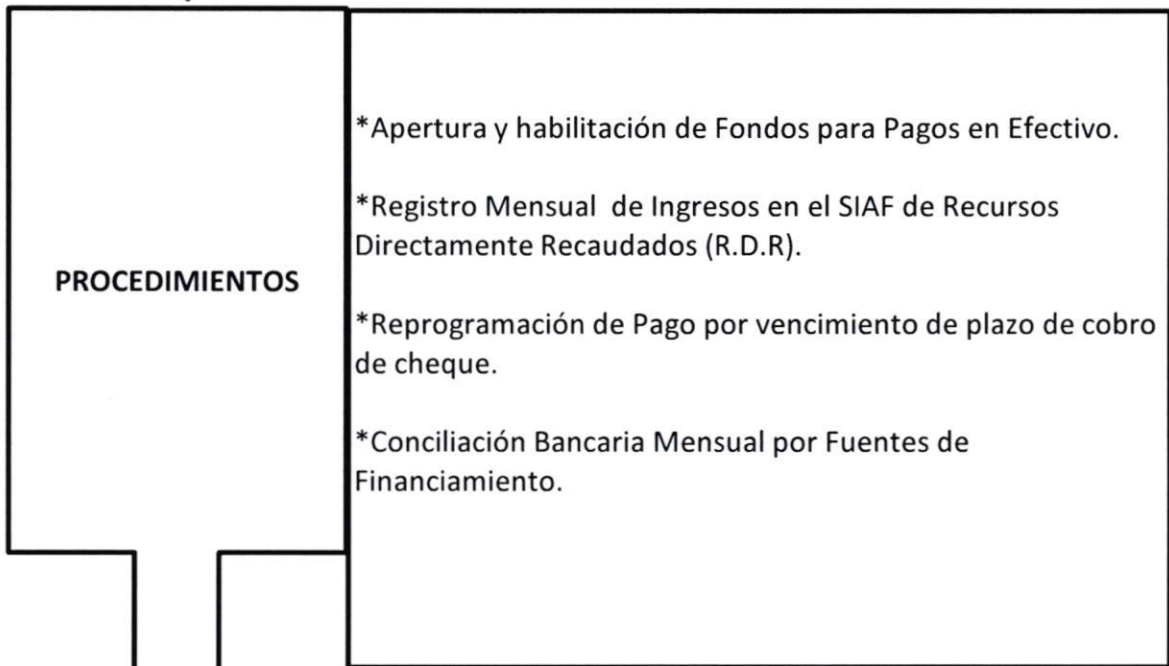 PROCEDIMIENTOS
*Apertura y habilitación de Fondos para Pagos en Efectivo.
*Registro Mensual de Ingresos en el SIAF de Recursos
Directamente Recaudados (R.D.R).
*Reprogramación de Pago por vencimiento de plazo de cobro
de cheque.
*Conciliación Bancaria Mensual por Fuentes de
Financiamiento.